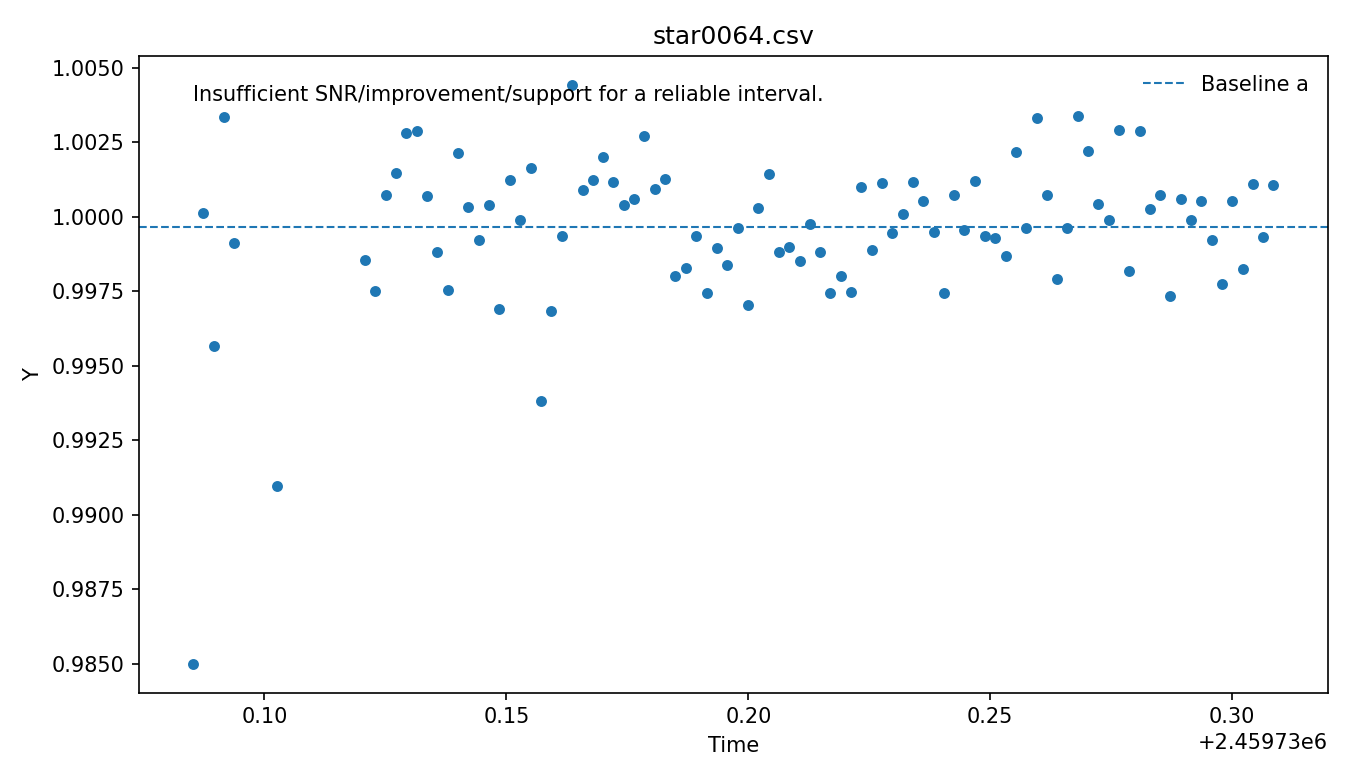 star0064.csv
Insufficient SNR/improvement/support for a reliable interval.
Baseline a
Y
1.0050
1.0025
1.0000
0.9975
0.9950
0.9925
0.9900
0.9875
0.9850
0.10 0.15 0.20 0.25 0.30
Time
+2.45973e6